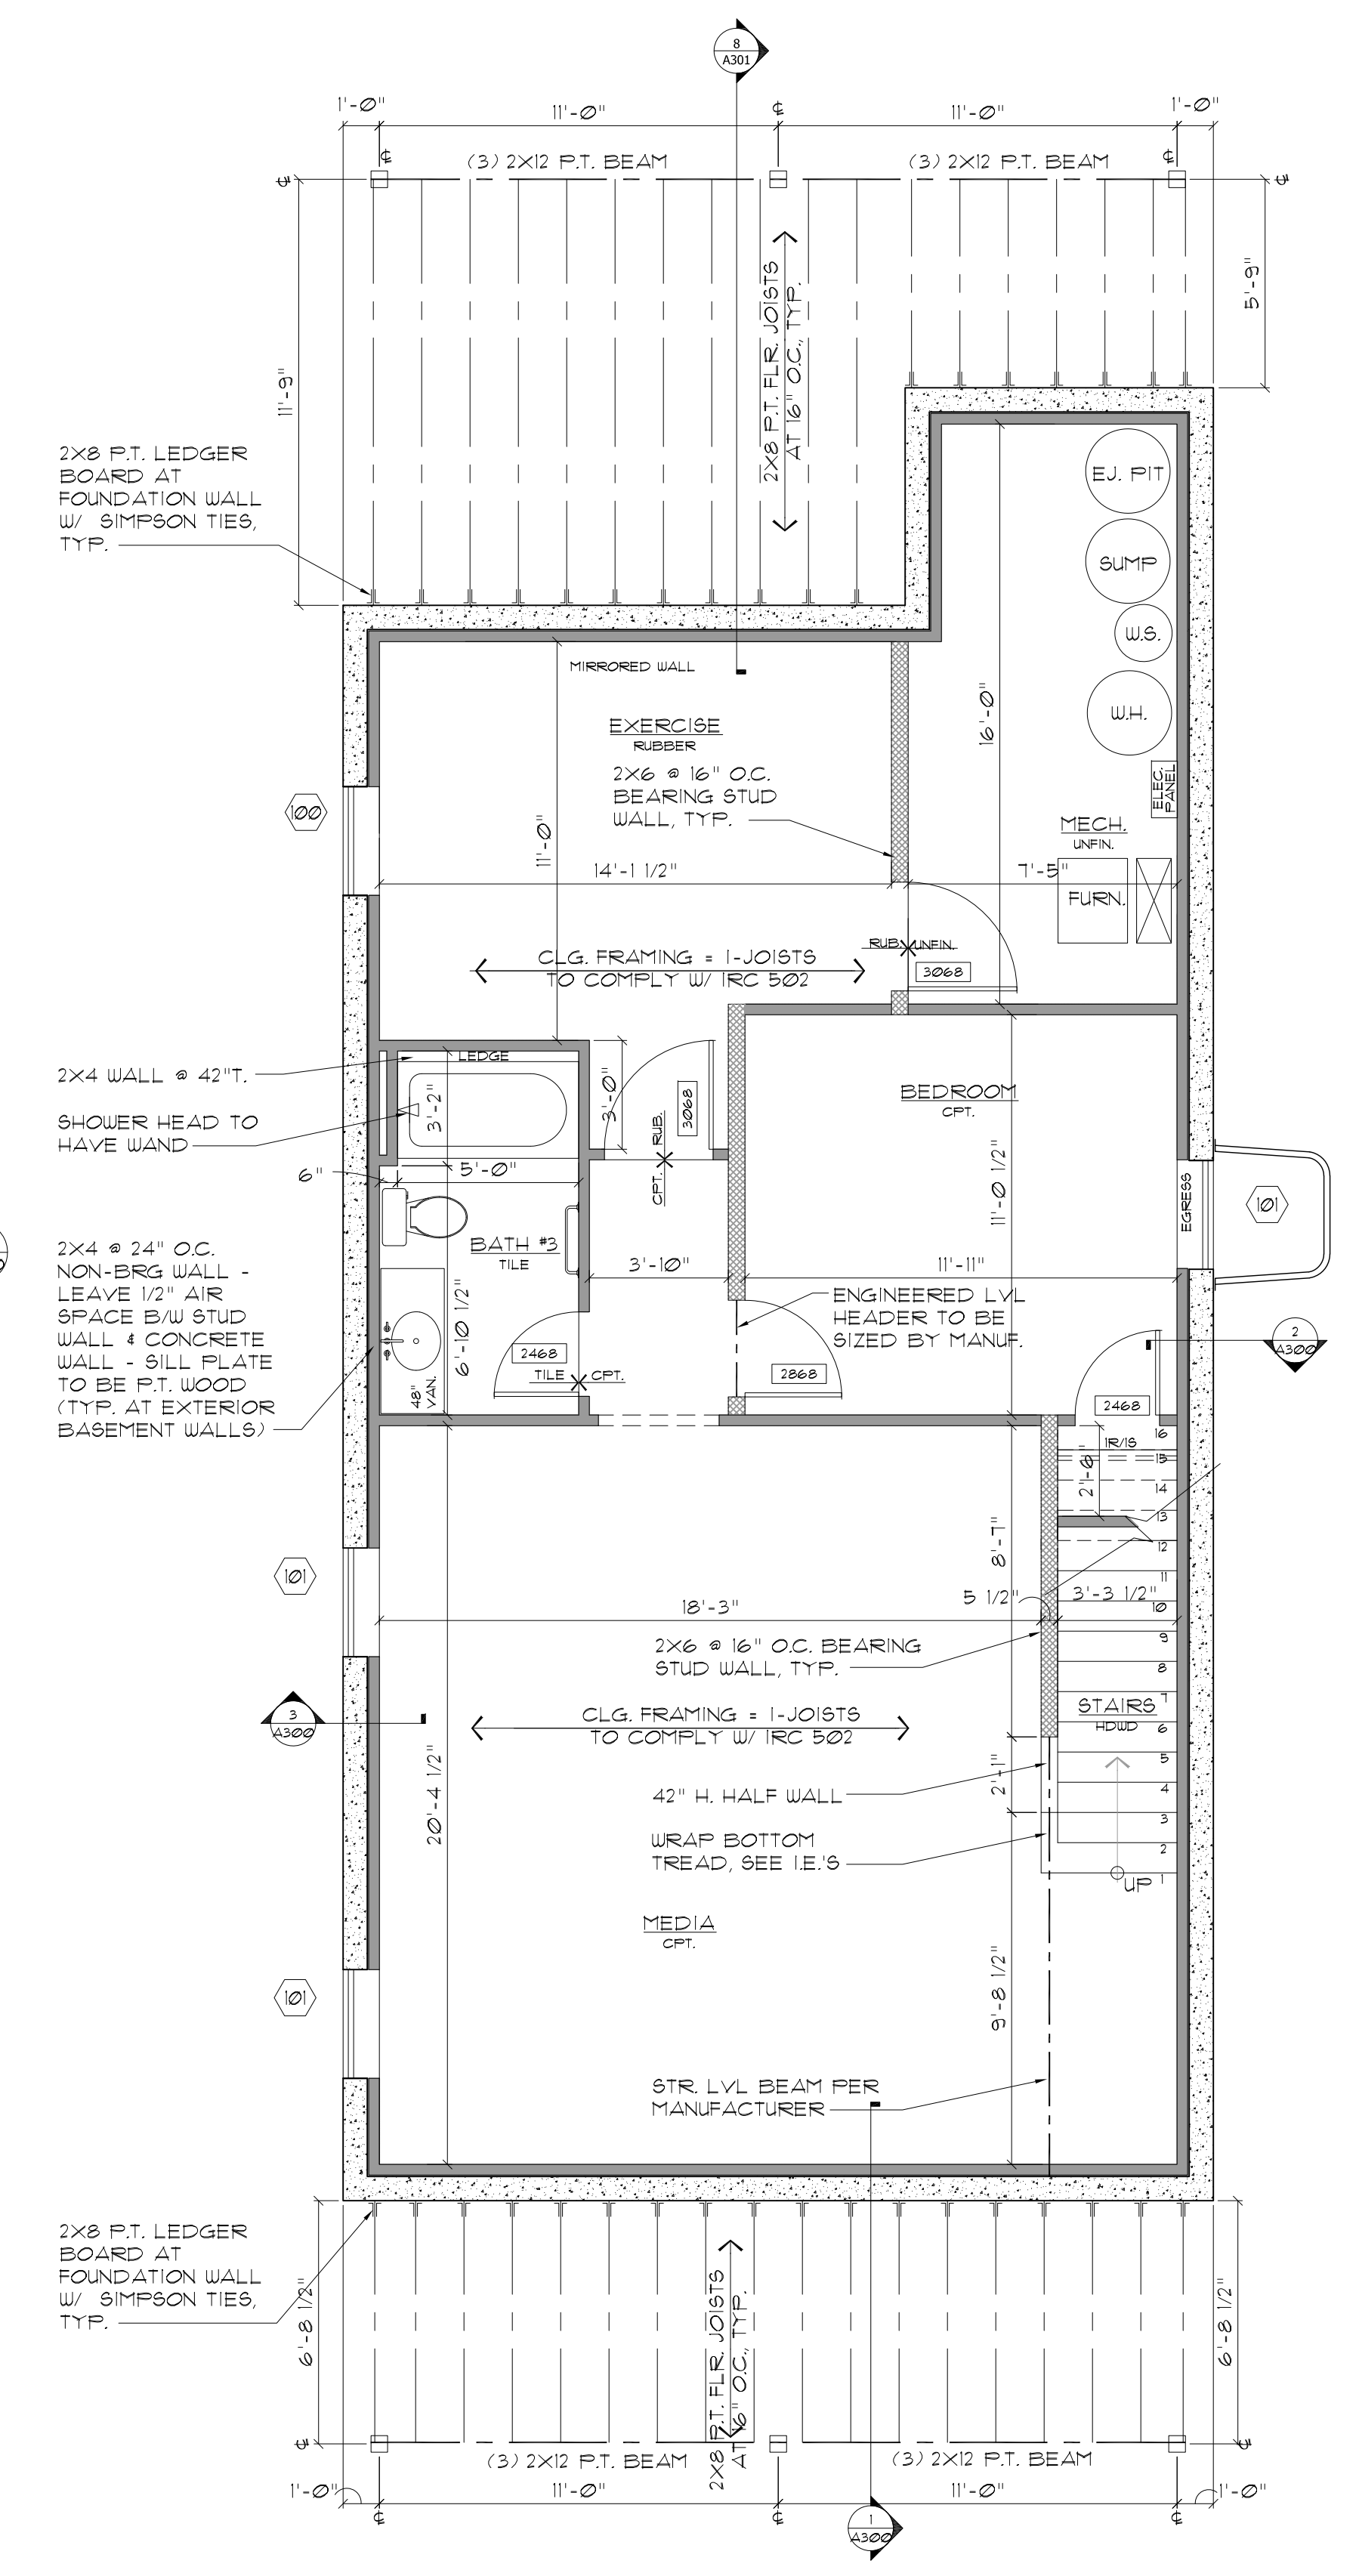 8
A301
1'-0"
11'-0"
℄
11'-0"
1'-0"
℄
(3) 2X12 P.T. BEAM
(3) 2X12 P.T. BEAM
℄
℄
℄
5'-9"
11'-9"
2X8 P.T. FLR. JOISTS
AT 16" O.C., TYP.
2X8 P.T. LEDGER
BOARD AT
FOUNDATION WALL
W/ SIMPSON TIES,
TYP.
EJ. PIT
SUMP
W.S.
W.H.
MIRRORED WALL
EXERCISE
RUBBER
2X6 @ 16" O.C.
BEARING STUD
WALL, TYP.
16'-0"
ELEC.
PANEL
MECH.
UNFIN.
100
11'-0"
14'-1 1/2"
7'-5"
FURN.
RUB.
UNFIN.
3068
CLG. FRAMING = I-JOISTS
TO COMPLY W/ IRC 502
2X4 WALL @ 42"T.
LEDGE
SHOWER HEAD TO
HAVE WAND
3'-2"
3'-0"
3068
BEDROOM
CPT.
6"
5'-0"
CPT.
RUB.
11'-0 1/2"
EGRESS
101
2X4 @ 24" O.C.
NON-BRG WALL -
LEAVE 1/2" AIR
SPACE B/W STUD
WALL & CONCRETE
WALL - SILL PLATE
TO BE P.T. WOOD
(TYP. AT EXTERIOR
BASEMENT WALLS)
BATH #3
TILE
3'-10"
11'-11"
ENGINEERED LVL
HEADER TO BE
SIZED BY MANUF.
6'-10 1/2"
48"
VAN.
2468
TILE
CPT.
2868
2
A300
2468
16
1R/1S
15
14
13
12
11
10
9
8
7
6
5
4
3
2
1
2'-6"
8'-7"
101
5 1/2"
3'-3 1/2"
18'-3"
2X6 @ 16" O.C. BEARING
STUD WALL, TYP.
STAIRS
HDWD
3
A300
CLG. FRAMING = I-JOISTS
TO COMPLY W/ IRC 502
20'-4 1/2"
2'-1"
42" H. HALF WALL
WRAP BOTTOM
TREAD, SEE I.E.'S
UP
MEDIA
CPT.
101
9'-8 1/2"
STR. LVL BEAM PER
MANUFACTURER
2X8 P.T. LEDGER
BOARD AT
FOUNDATION WALL
W/ SIMPSON TIES,
TYP.
6'-8 1/2"
2X8 P.T. FLR. JOISTS
AT 16" O.C., TYP.
6'-8 1/2"
℄
℄
(3) 2X12 P.T. BEAM
(3) 2X12 P.T. BEAM
1'-0"
11'-0"
11'-0"
1'-0"
℄
℄
℄
1
A300